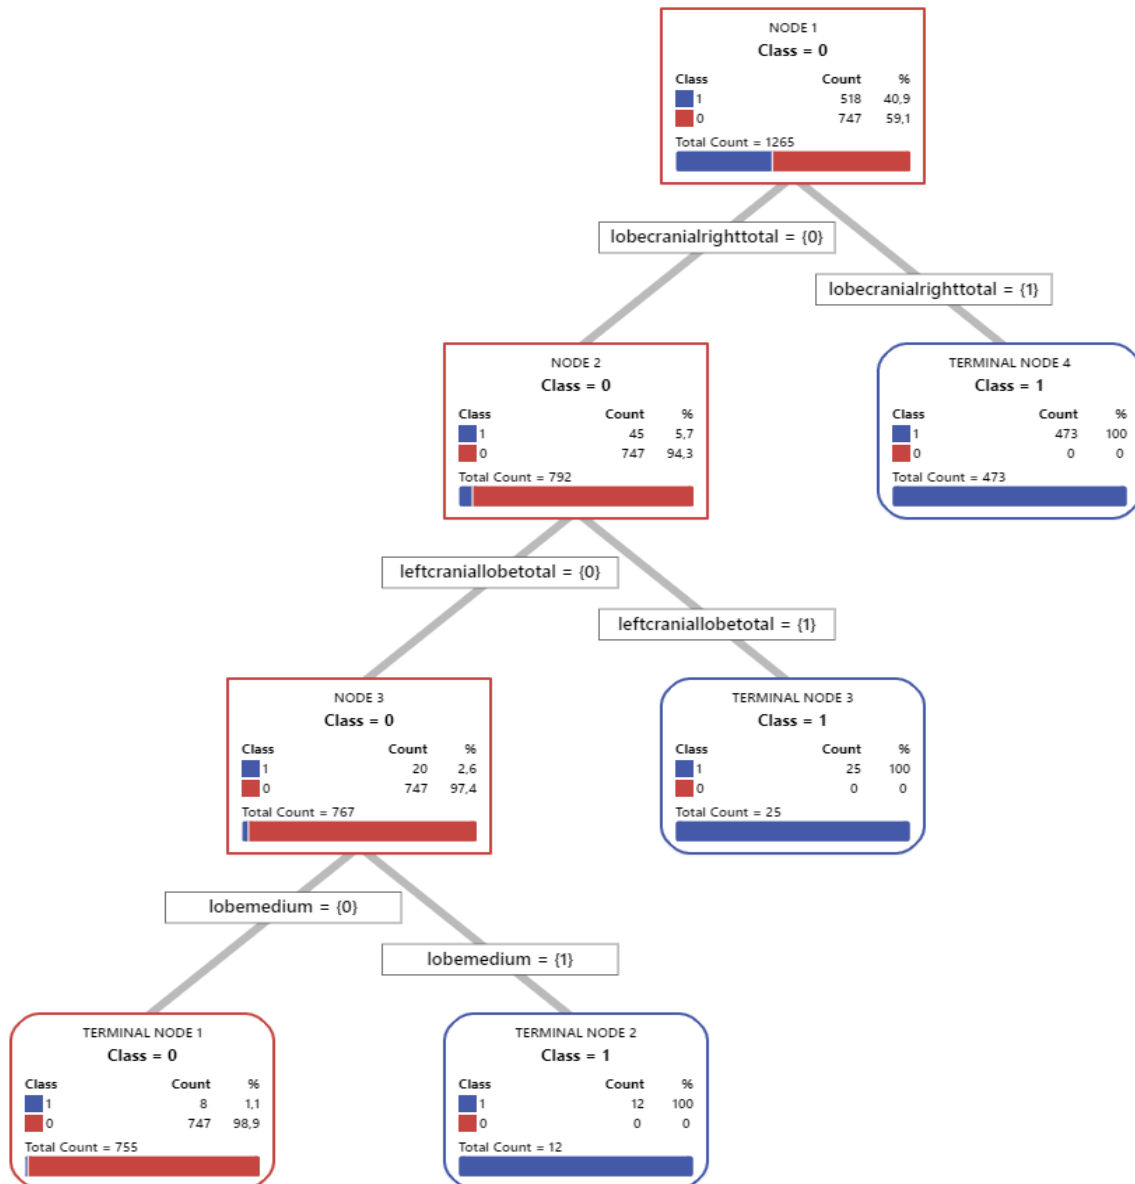 NODE 1
Class = 0
Class Count %
1 518 40,9
0 747 59,1
Total Count = 1265
lobecranialrighttotal = {0}
lobecranialrighttotal = {1}
NODE 2
Class = 0
Class Count %
1 45 5,7
0 747 94,3
Total Count = 792
TERMINAL NODE 4
Class = 1
Class Count %
1 473 100
0 0 0
Total Count = 473
leftcraniallobetotal = {0}
leftcraniallobetotal = {1}
NODE 3
Class = 0
Class Count %
1 20 2,6
0 747 97,4
Total Count = 767
TERMINAL NODE 3
Class = 1
Class Count %
1 25 100
0 0 0
Total Count = 25
lobemedium = {0}
lobemedium = {1}
TERMINAL NODE 1
Class = 0
Class Count %
1 8 1,1
0 747 98,9
Total Count = 755
TERMINAL NODE 2
Class = 1
Class Count %
1 12 100
0 0 0
Total Count = 12